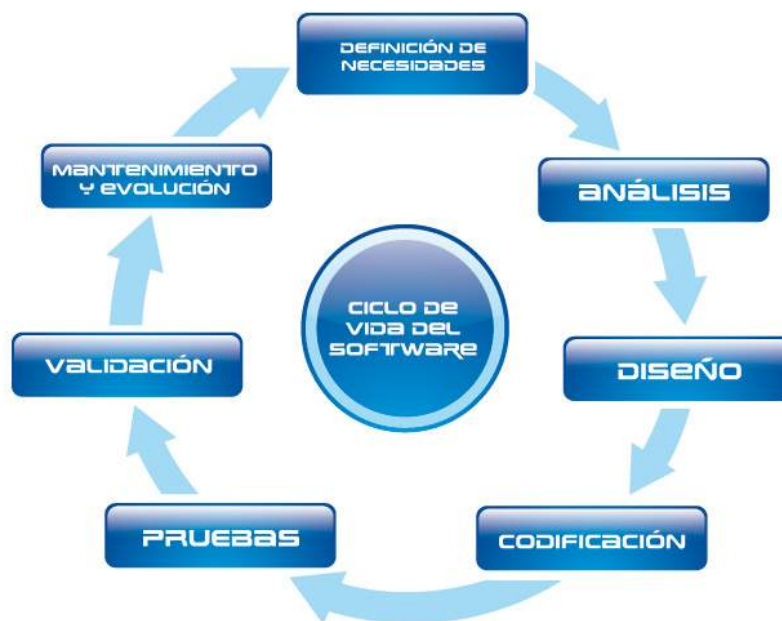 DEFINICIÓN DE
NECESIDADES
ANÁLISIS
DISEÑO
CODIFICACIÓN
PRUEBAS
VALIDACIÓN
MANTENIMIENTO
Y EVOLUCIÓN
CICLO DE
VIDA DEL
SOFTWARE